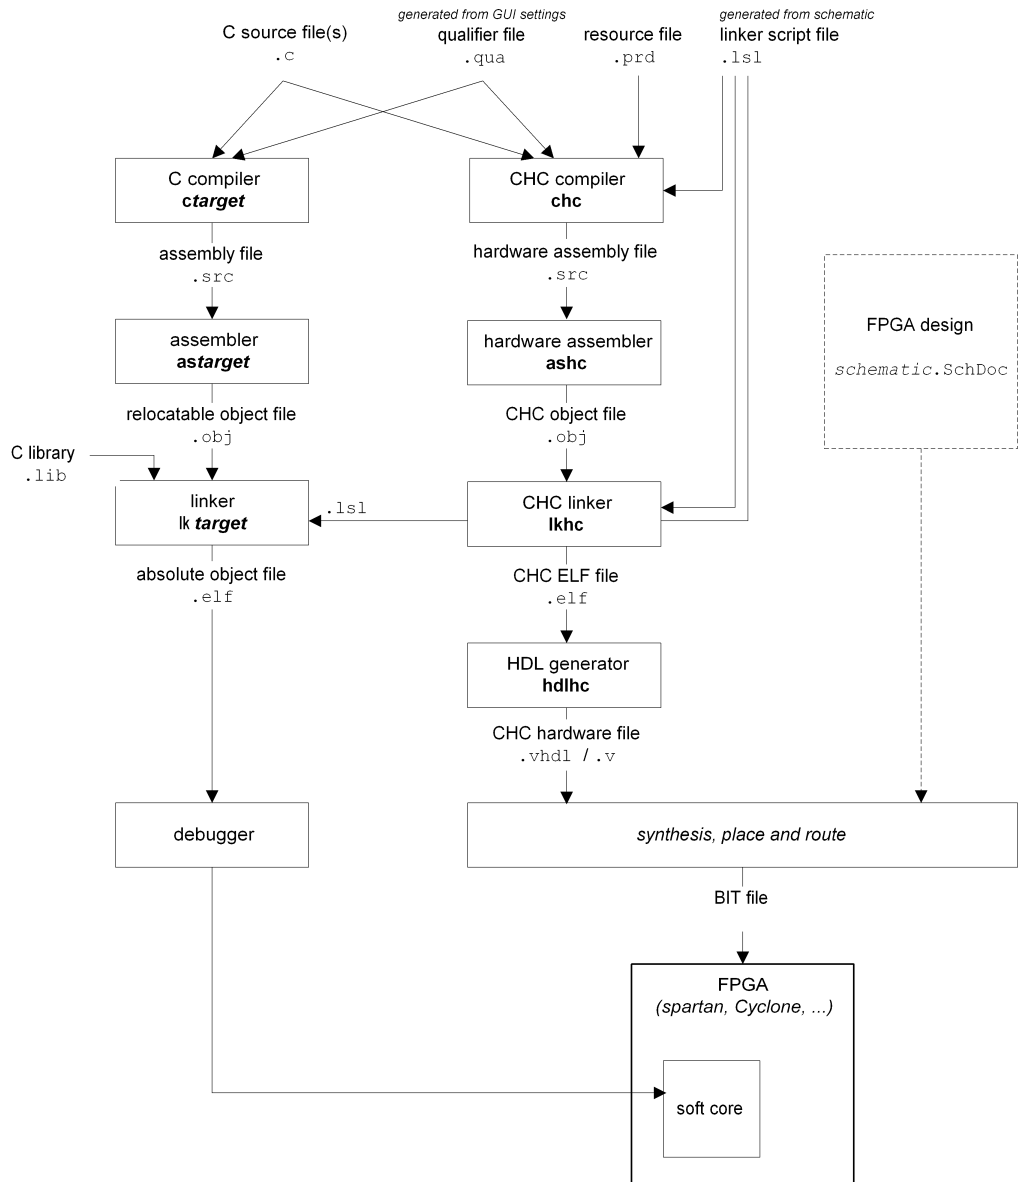 generated from GUI settings
generated from schematic
C source file(s)
qualifier file
resource file
linker script file
.c
.qua
.prd
.lsl
C compiler
ctarget
CHC compiler
chc
assembly file
.src
hardware assembly file
.src
FPGA design
schematic.SchDoc
assembler
astarget
hardware assembler
ashc
relocatable object file
.obj
CHC object file
.obj
C library
.lib
linker
lk target
.lsl
CHC linker
lkhc
absolute object file
.elf
CHC ELF file
.elf
HDL generator
hdlhc
CHC hardware file
.vhdl / .v
debugger
synthesis, place and route
BIT file
FPGA
(spartan, Cyclone, ...)
soft core